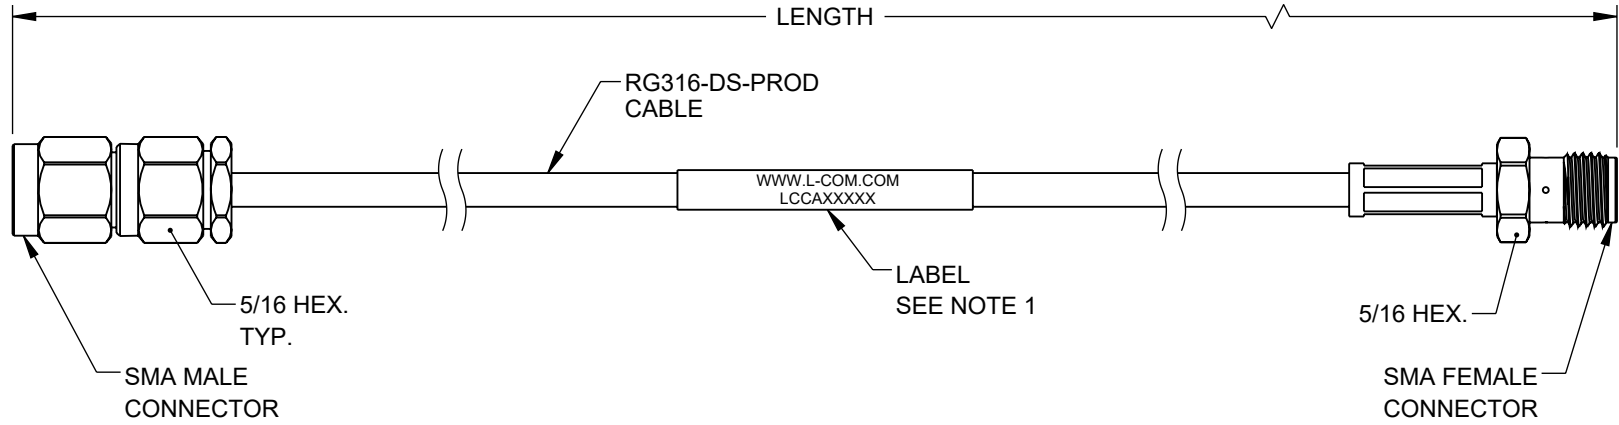 LENGTH
RG316-DS-PROD
CABLE
WWW.L-COM.COM
LCCAXXXXX
LABEL
SEE NOTE 1
5/16 HEX.
TYP.
5/16 HEX.
SMA MALE
CONNECTOR
SMA FEMALE
CONNECTOR